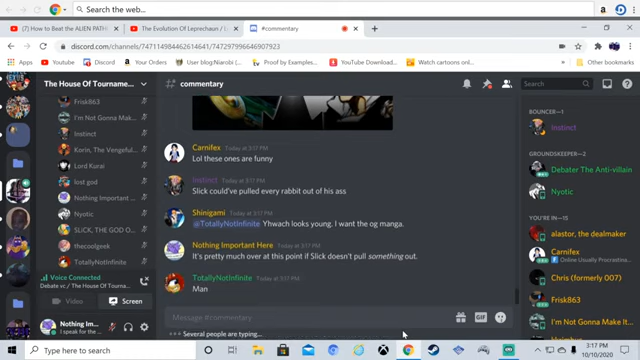 Search the web
(7) How to Beat the ALIEN PATH
The Evolution Of Leprechaun /
#commentary
discord.com/channels/747114984462614641/747297996646907923
Apps
Youtube
Discord
Your Orders
User blog:Narobi
Proof by Examples...
YouTube Download...
Watch cartoons onl...
Other bookmarks
The House Of Tourname...
# commentary
Search
Frisk863
I'm Not Gonna Make...
Instinct
Korin, The Vengeful...
Lord Kurai
lost god
Nothing Important ...
Nyotic
SLICK, THE GOD O...
thecoolgeek
TotallyNotInfinite
Voice Connected
Debate vc / The House Of T...
Video
Screen
Nothing Im...
I speak for the
Carnifex Today at 3:17 PM
Lol these ones are funny
Instinct Today at 3:17 PM
Slick could've pulled every rabbit out of his ass
Shinigami Today at 3:17 PM
@TotallyNotInfinite Yhwach looks young. I want the og manga.
Nothing Important Here Today at 3:17 PM
It's pretty much over at this point if Slick doesn't pull something out.
TotallyNotInfinite Today at 3:17 PM
Man
Message #commentary
GIF
Several people are typing...
BOUNCER—1
Instinct
GROUNDSKEEPER—2
Debater The Anti-villain
Nyotic
YOU'RE IN—15
alastor, the dealmaker
Carnifex
Online Usually Procrastinating
Chris (formerly 007)
Frisk863
I'm Not Gonna Make It
Type here to search
3:17 PM
10/10/2020